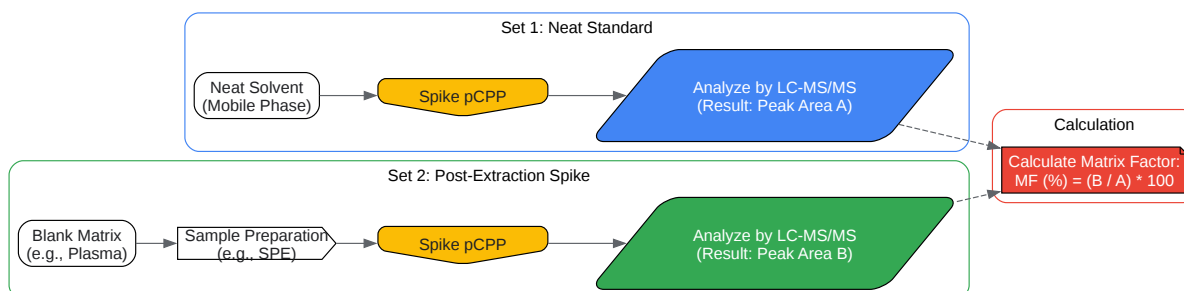 Set 1: Neat Standard
Neat Solvent
(Mobile Phase)
Spike pCPP
Analyze by LC-MS/MS
(Result: Peak Area A)
Calculation
Calculate Matrix Factor:
MF (%) = (B / A) * 100
Set 2: Post-Extraction Spike
Blank Matrix
(e.g., Plasma)
Sample Preparation
(e.g., SPE)
Spike pCPP
Analyze by LC-MS/MS
(Result: Peak Area B)